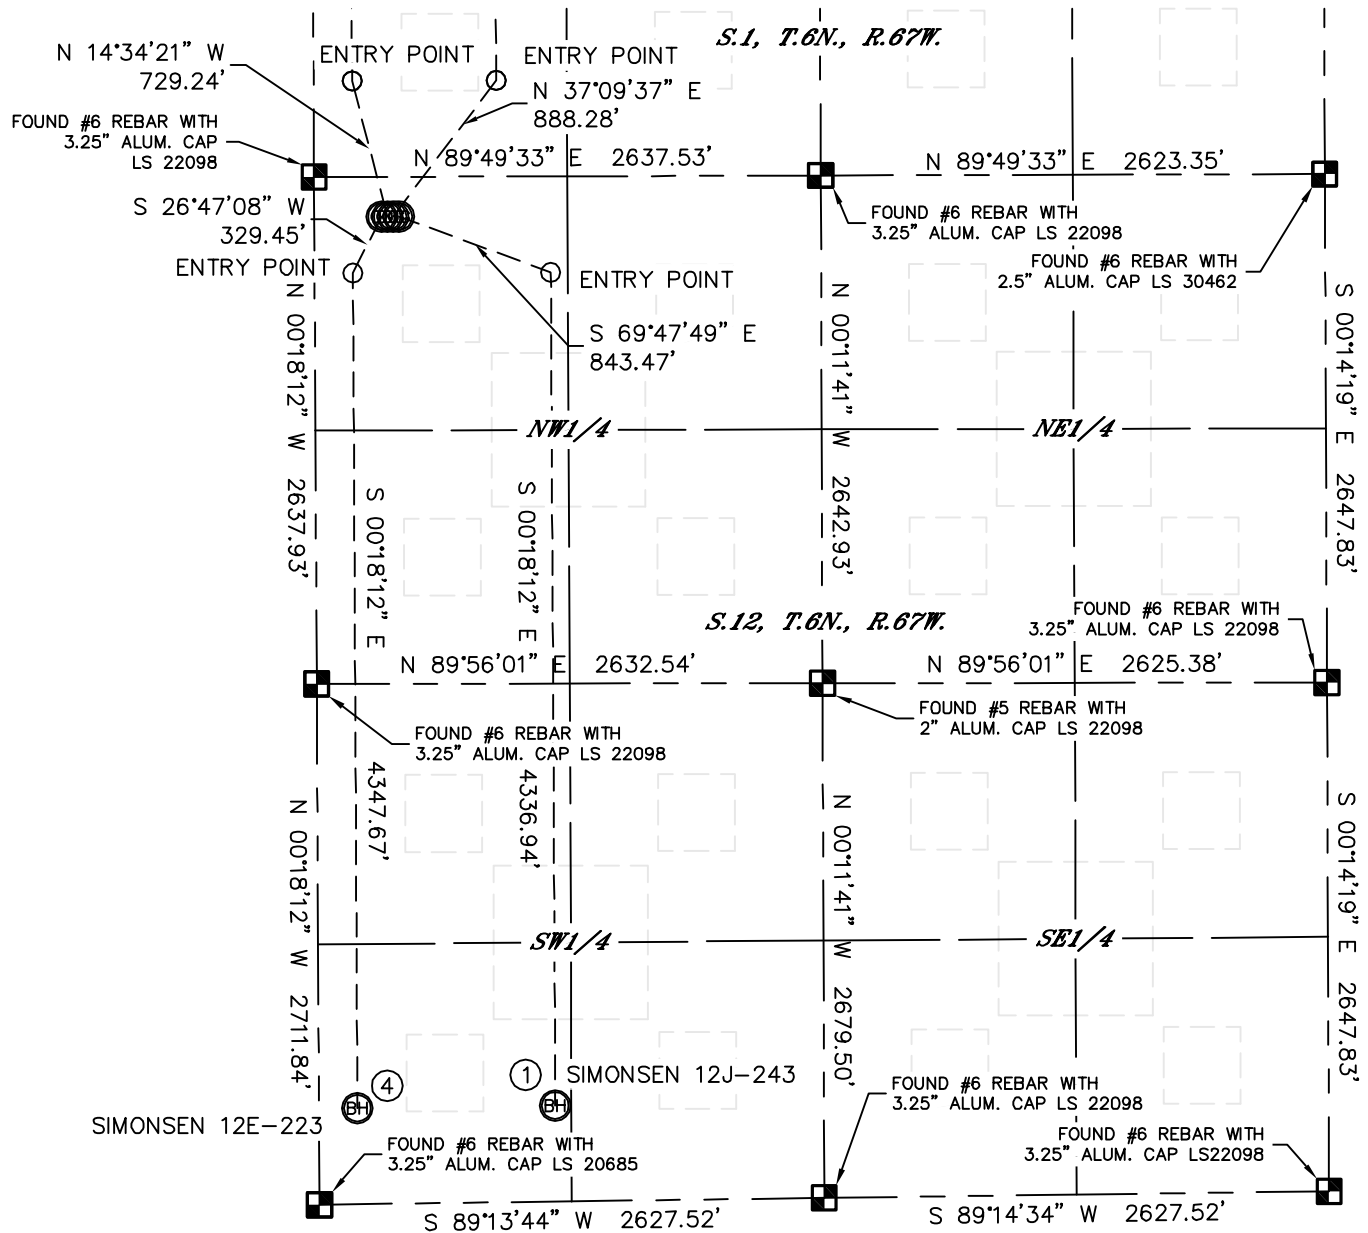 S.1, T.6N., R.67W.
N 14°34'21" W
729.24'
ENTRY POINT
ENTRY POINT
N 37°09'37" E
888.28'
FOUND #6 REBAR WITH
3.25" ALUM. CAP
LS 22098
N 89°49'33" E 2637.53'
N 89°49'33" E 2623.35'
S 26°47'08" W
329.45'
FOUND #6 REBAR WITH
3.25" ALUM. CAP LS 22098
FOUND #6 REBAR WITH
2.5" ALUM. CAP LS 30462
ENTRY POINT
ENTRY POINT
S 69°47'49" E
843.47'
N 00°18'12" W 2637.93'
N 00°11'41" W 2642.93'
S 00°14'19" E 2647.83'
NW1/4
NE1/4
S 00°18'12" E 4347.67'
S 00°18'12" E 4336.94'
S.12, T.6N., R.67W.
FOUND #6 REBAR WITH
3.25" ALUM. CAP LS 22098
N 89°56'01" E 2632.54'
N 89°56'01" E 2625.38'
FOUND #6 REBAR WITH
3.25" ALUM. CAP LS 22098
FOUND #5 REBAR WITH
2" ALUM. CAP LS 22098
N 00°18'12" W 2711.84'
N 00°11'41" W 2679.50'
S 00°14'19" E 2647.83'
SW1/4
SE1/4
4
1
SIMONSEN 12J-243
BH
BH
SIMONSEN 12E-223
FOUND #6 REBAR WITH
3.25" ALUM. CAP LS 22098
FOUND #6 REBAR WITH
3.25" ALUM. CAP LS 20685
FOUND #6 REBAR WITH
3.25" ALUM. CAP LS22098
S 89°13'44" W 2627.52'
S 89°14'34" W 2627.52'